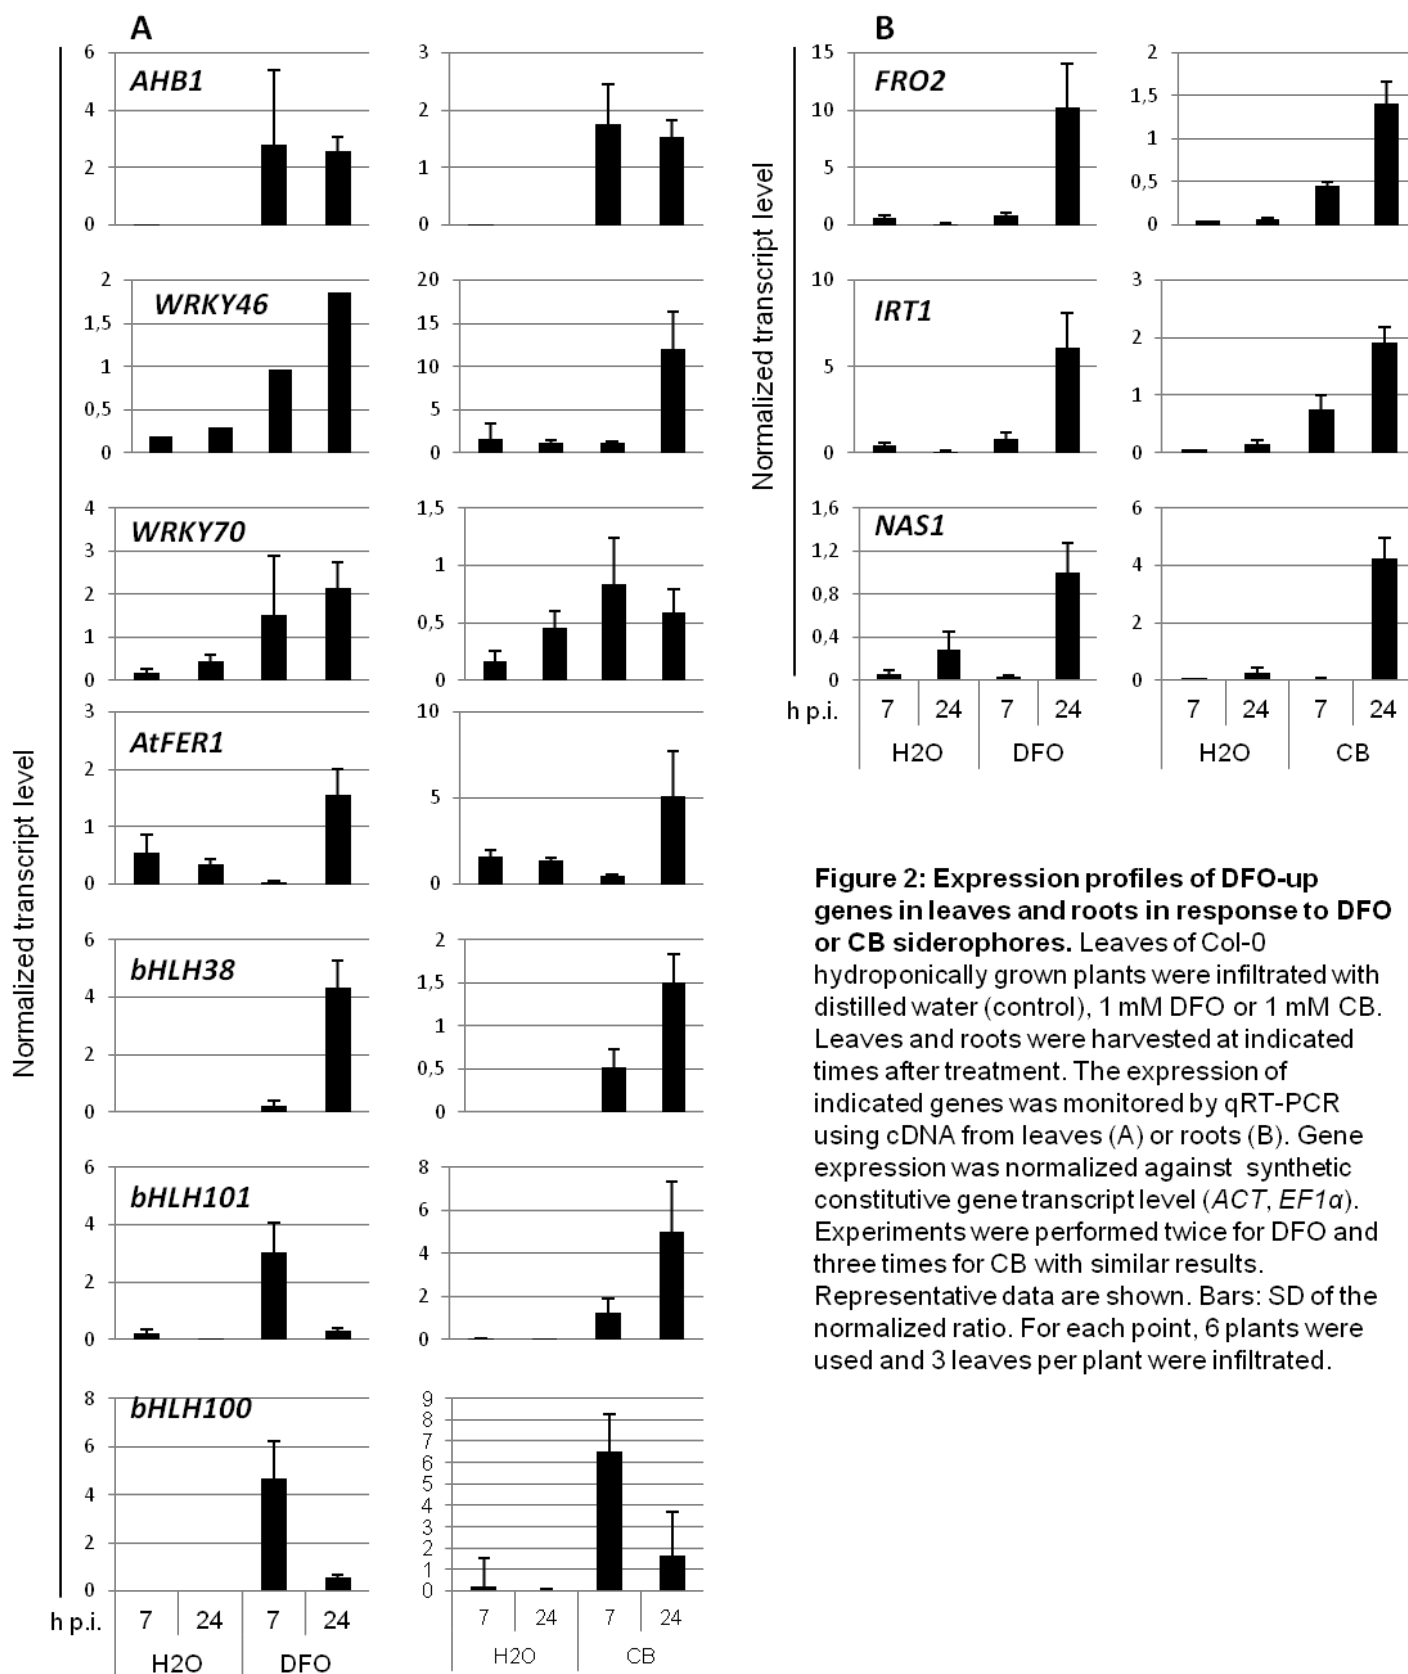 A
Normalized transcript level
6
4
2
0
AHB1
3
2
1
0
2
1,5
1
0,5
0
WRKY46
20
15
10
5
0
4
3
2
1
0
WRKY70
1,5
1
0,5
0
3
2
1
0
AtFER1
10
5
0
6
4
2
0
bHLH38
2
1,5
1
0,5
0
6
4
2
0
bHLH101
8
6
4
2
0
8
6
4
2
0
bHLH100
9
8
7
6
5
4
3
2
1
0
h p.i. 7 24 7 24 7 24 7 24
H2O DFO H2O CB
B
Normalized transcript level
15
10
5
0
FRO2
2
1,5
1
0,5
0
10
5
0
IRT1
3
2
1
0
1,6
1,2
0,8
0,4
0
NAS1
6
4
2
0
h p.i. 7 24 7 24 7 24 7 24
H2O DFO H2O CB
Figure 2: Expression profiles of DFO-up
genes in leaves and roots in response to DFO
or CB siderophores. Leaves of Col-0
hydroponically grown plants were infiltrated with
distilled water (control), 1 mM DFO or 1 mM CB.
Leaves and roots were harvested at indicated
times after treatment. The expression of
indicated genes was monitored by qRT-PCR
using cDNA from leaves (A) or roots (B). Gene
expression was normalized against synthetic
constitutive gene transcript level (ACT, EF1α).
Experiments were performed twice for DFO and
three times for CB with similar results.
Representative data are shown. Bars: SD of the
normalized ratio. For each point, 6 plants were
used and 3 leaves per plant were infiltrated.